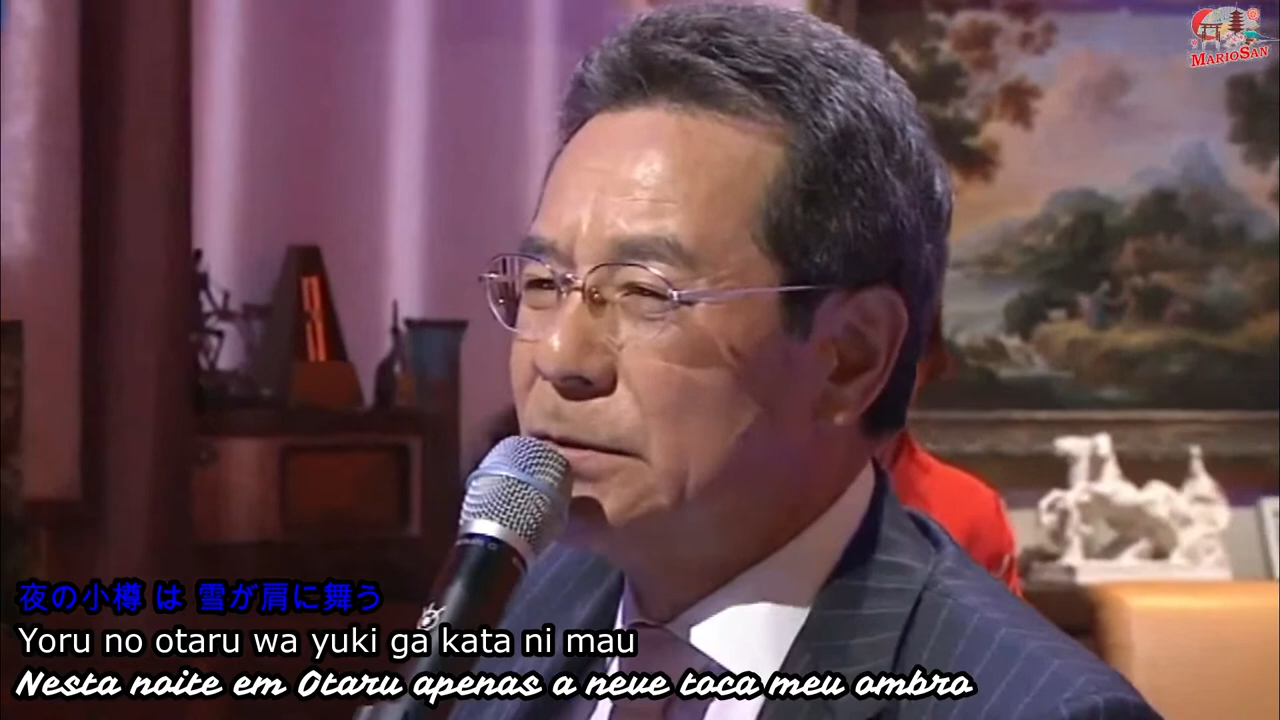 MARIOSAN
夜の小樽 は 雪が肩に舞う
Yoru no otaru wa yuki ga kata ni mau
Nesta noite em Otaru apenas a neve toca meu ombro